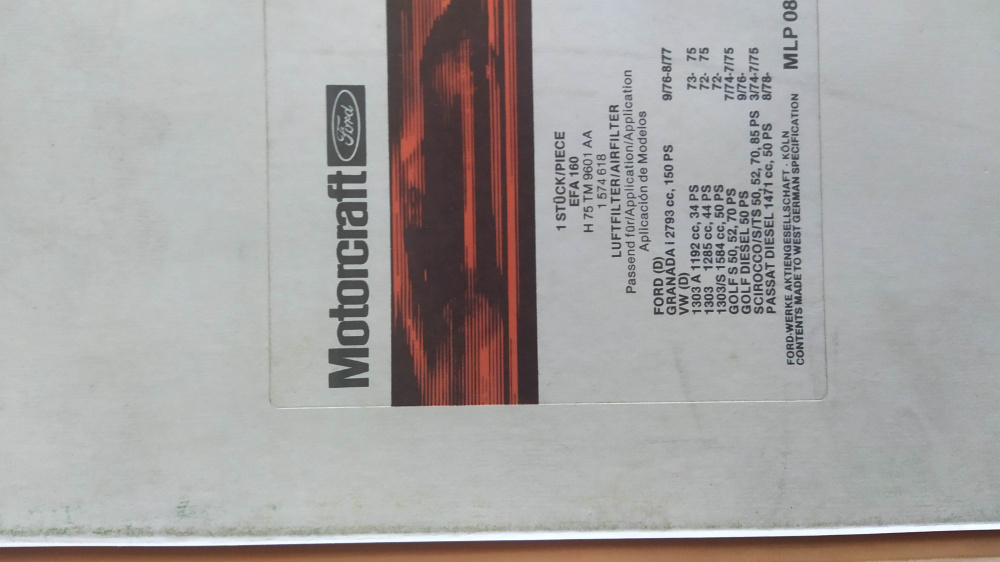 Motorcraft Ford
1 STÜCK/PIECE
EFA 160
H 75 TM 9601 AA
1 574 618
LUFTFILTER/AIRFILTER
Passend für/Application/Application
Aplicación de Modelos
FORD (D)
GRANADA i 2793 cc, 150 PS 9/76-8/77
VW (D)
1303 A 1192 cc, 34 PS 73- 75
1303 1285 cc, 44 PS 72- 75
1303/S 1584 cc, 50 PS 72-
GOLF S 50, 52, 70 PS 7/74-7/75
GOLF DIESEL 50 PS 9/76-
SCIROCCO/S/TS 50, 52, 70, 85 PS 3/74-7/75
PASSAT DIESEL 1471 cc, 50 PS 8/78-
FORD-WERKE AKTIENGESELLSCHAFT · KÖLN
CONTENTS MADE TO WEST GERMAN SPECIFICATION MLP 08